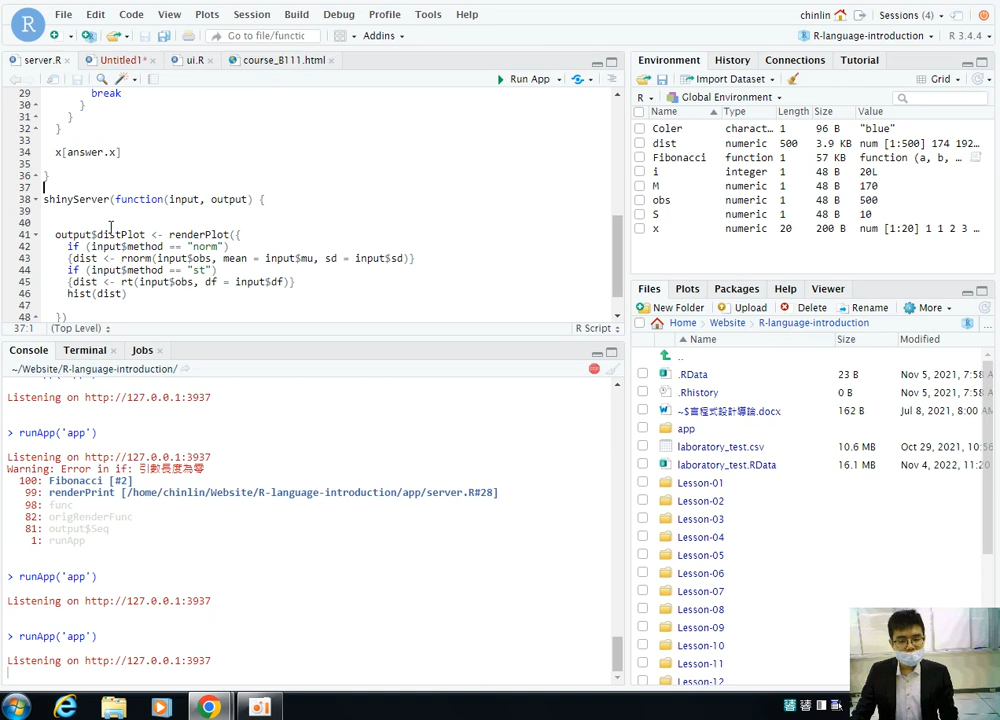 File Edit Code View Plots Session Build Debug Profile Tools Help
chinlin Sessions (4)
Go to file/function Addins
R-language-introduction R 3.4.4
server.R Untitled1* ui.R course_B111.html
Run App
29 break
30 }
31 }
32 }
33
34 x[answer.x]
35
36 }
37
38 shinyServer(function(input, output) {
39
40
41 output$distPlot <- renderPlot({
42 if (input$method == "norm")
43 {dist <- rnorm(input$obs, mean = input$mu, sd = input$sd)}
44 if (input$method == "st")
45 {dist <- rt(input$obs, df = input$df)}
46 hist(dist)
47
48 })
37:1 (Top Level) R Script
Console Terminal Jobs
~/Website/R-language-introduction/
Listening on http://127.0.0.1:3937
> runApp('app')
Listening on http://127.0.0.1:3937
Warning: Error in if: 引數長度為零
100: Fibonacci [#2]
99: renderPrint [/home/chinlin/Website/R-language-introduction/app/server.R#28]
98: func
82: origRenderFunc
81: output$Seq
1: runApp
> runApp('app')
Listening on http://127.0.0.1:3937
> runApp('app')
Listening on http://127.0.0.1:3937
Environment History Connections Tutorial
Import Dataset Grid
R Global Environment
Name Type Length Size Value
Coler charact… 1 96 B "blue"
dist numeric 500 3.9 KB num [1:500] 174 192…
Fibonacci function 1 57 KB function (a, b, …
i integer 1 48 B 20L
M numeric 1 48 B 170
obs numeric 1 48 B 500
S numeric 1 48 B 10
x numeric 20 200 B num [1:20] 1 1 2 3 …
Files Plots Packages Help Viewer
New Folder Upload Delete Rename More
Home Website R-language-introduction
Name Size Modified
..
.RData 23 B Nov 5, 2021, 7:58 A
.Rhistory 0 B Nov 5, 2021, 7:58 A
162 B Jul 8, 2021, 8:00 A
app
laboratory_test.csv 10.6 MB Oct 29, 2021, 10:56
laboratory_test.RData 16.1 MB Nov 4, 2022, 11:20
Lesson-01
Lesson-02
Lesson-03
Lesson-04
Lesson-05
Lesson-06
Lesson-07
Lesson-08
Lesson-09
Lesson-10
Lesson-11
Lesson-12